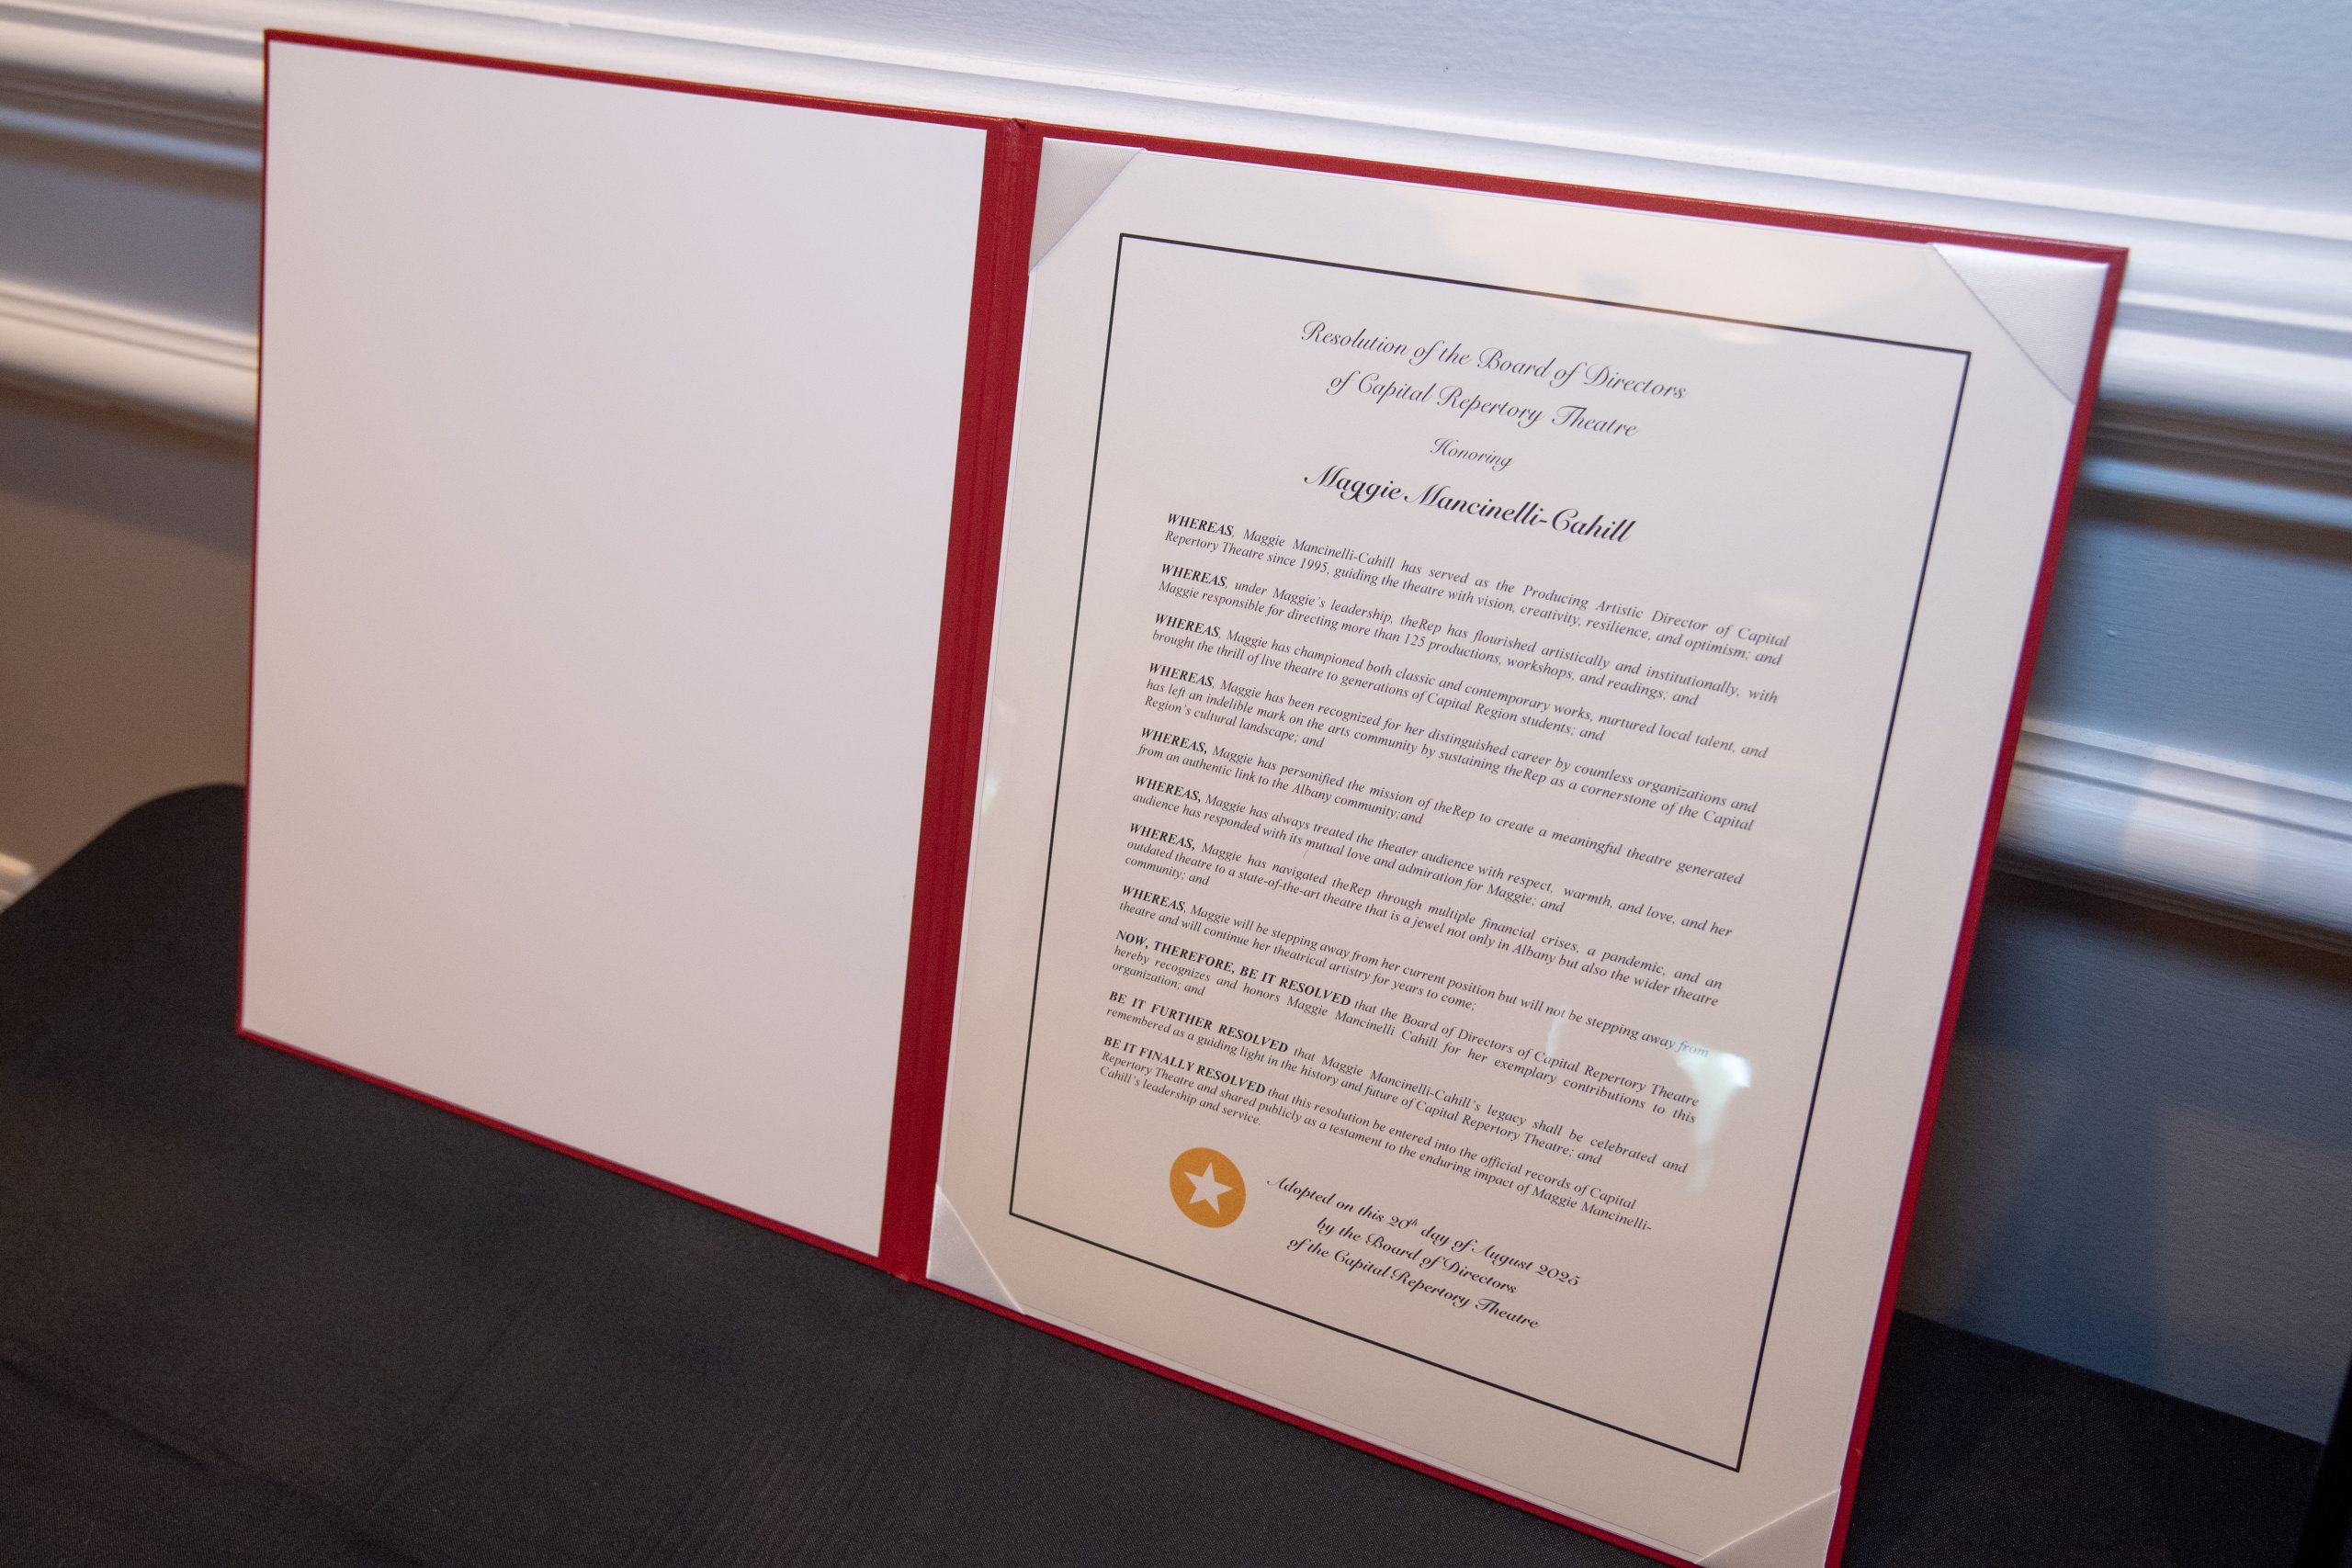 Resolution of the Board of Directors
of Capital Repertory Theatre
Honoring
Maggie Mancinelli-Cahill
WHEREAS, Maggie Mancinelli-Cahill has served as the Producing Artistic Director of Capital
Repertory Theatre since 1995, guiding the theatre with vision, creativity, resilience, and optimism; and
WHEREAS, under Maggie's leadership, theRep has flourished artistically and institutionally, with
Maggie responsible for directing more than 125 productions, workshops, and readings; and
WHEREAS, Maggie has championed both classic and contemporary works, nurtured local talent, and
brought the thrill of live theatre to generations of Capital Region students; and
WHEREAS, Maggie has been recognized for her distinguished career by countless organizations and
has left an indelible mark on the arts community by sustaining theRep as a cornerstone of the Capital
Region's cultural landscape; and
WHEREAS, Maggie has personified the mission of theRep to create a meaningful theatre generated
from an authentic link to the Albany community;and
WHEREAS, Maggie has always treated the theater audience with respect, warmth, and love, and her
audience has responded with its mutual love and admiration for Maggie; and
WHEREAS, Maggie has navigated theRep through multiple financial crises, a pandemic, and an
outdated theatre to a state-of-the-art theatre that is a jewel not only in Albany but also the wider theatre
community; and
WHEREAS, Maggie will be stepping away from her current position but will not be stepping away from
theatre and will continue her theatrical artistry for years to come;
NOW, THEREFORE, BE IT RESOLVED that the Board of Directors of Capital Repertory Theatre
hereby recognizes and honors Maggie Mancinelli Cahill for her exemplary contributions to this
organization; and
BE IT FURTHER RESOLVED that Maggie Mancinelli-Cahill's legacy shall be celebrated and
remembered as a guiding light in the history and future of Capital Repertory Theatre; and
BE IT FINALLY RESOLVED that this resolution be entered into the official records of Capital
Repertory Theatre and shared publicly as a testament to the enduring impact of Maggie Mancinelli-
Cahill's leadership and service.
Adopted on this 20th day of August 2025
by the Board of Directors
of the Capital Repertory Theatre